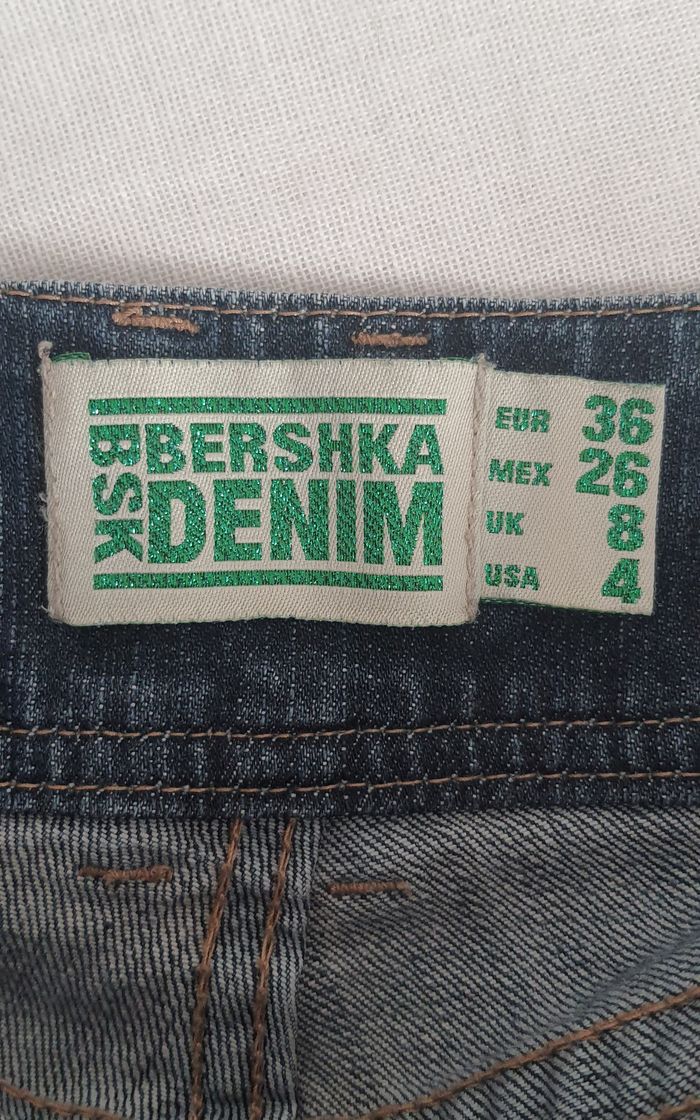 BSK
BERSHKA
DENIM
EUR 36
MEX 26
UK 8
USA 4